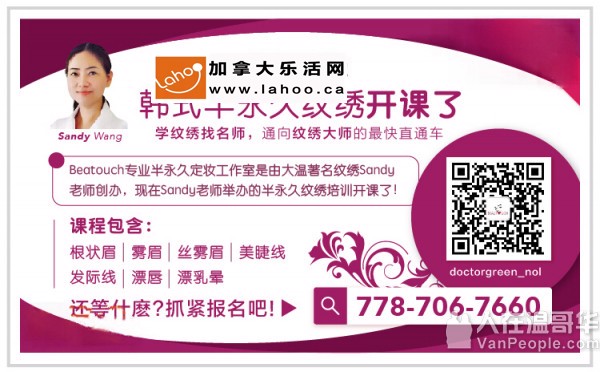 Lahoo
加拿大乐活网
www.lahoo.ca
韩式半永久纹绣开课了
Sandy Wang
学纹绣找名师，通向纹绣大师的最快直通车
Beatouch专业半永久定妆工作室是由大温著名纹绣Sandy
老师创办，现在Sandy老师举办的半永久纹绣培训开课了！
课程包含：
根状眉｜雾眉｜丝雾眉｜美睫线
发际线｜漂唇｜漂乳晕
doctorgreen_nol
还等什麽?抓紧报名吧！
778-706-7660
人在温哥华
VanPeople.com